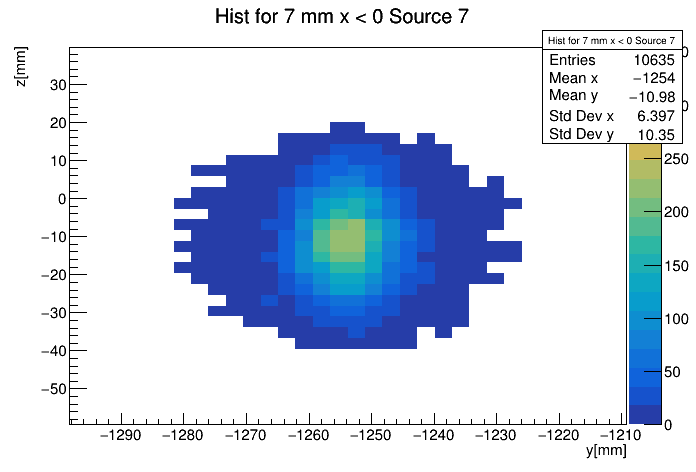 Hist for 7 mm x < 0 Source 7
z[mm]
Hist for 7 mm x < 0 Source 7
Entries 10635
Mean x −1254
Mean y −10.98
Std Dev x 6.397
Std Dev y 10.35
30
20
10
0
−10
−20
−30
−40
−50
−1290 −1280 −1270 −1260 −1250 −1240 −1230 −1220 −1210
y[mm]
0
0
250
200
150
100
50
0